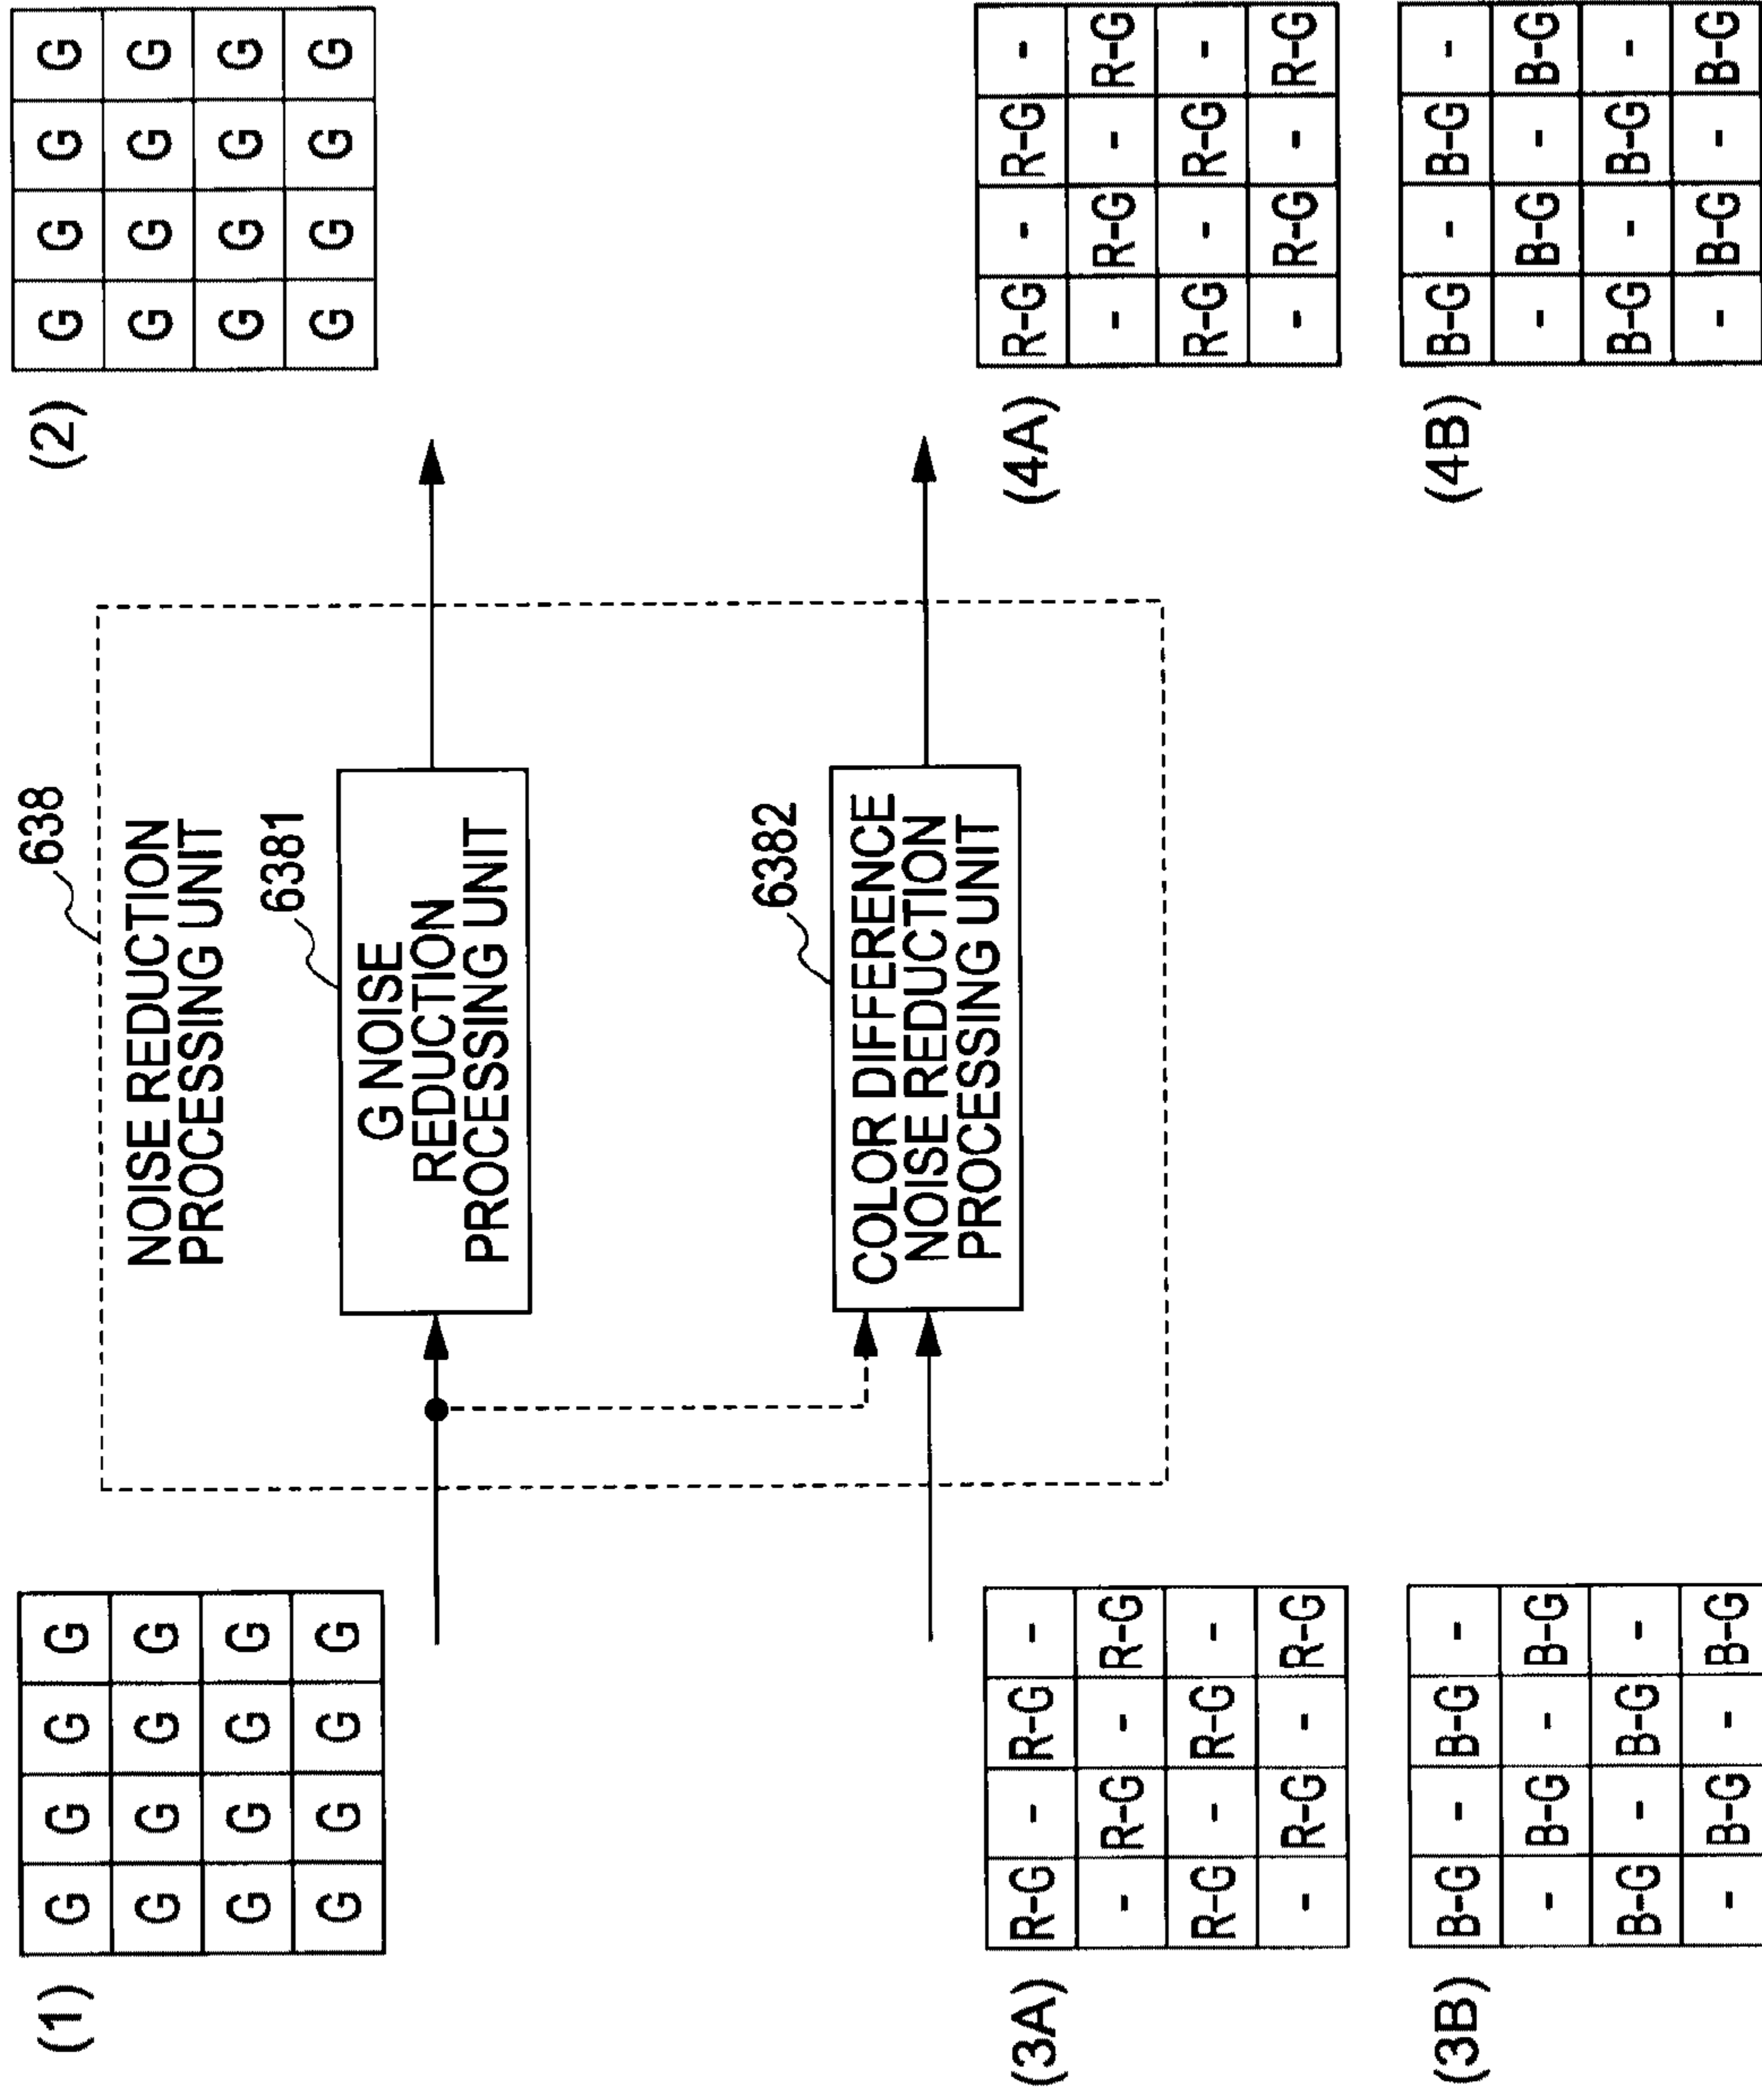 (1)
G G G G
G G G G
G G G G
G G G G
638
NOISE REDUCTION
PROCESSING UNIT
6381
G NOISE
REDUCTION
PROCESSING UNIT
(2)
G G G G
G G G G
G G G G
G G G G
6382
COLOR DIFFERENCE
NOISE REDUCTION
PROCESSING UNIT
(3A)
R-G - R-G -
- R-G - R-G
R-G - R-G -
- R-G - R-G
(4A)
R-G - R-G -
- R-G - R-G
R-G - R-G -
- R-G - R-G
(3B)
B-G - B-G -
- B-G - B-G
B-G - B-G -
- B-G - B-G
(4B)
B-G - B-G -
- B-G - B-G
B-G - B-G -
- B-G - B-G